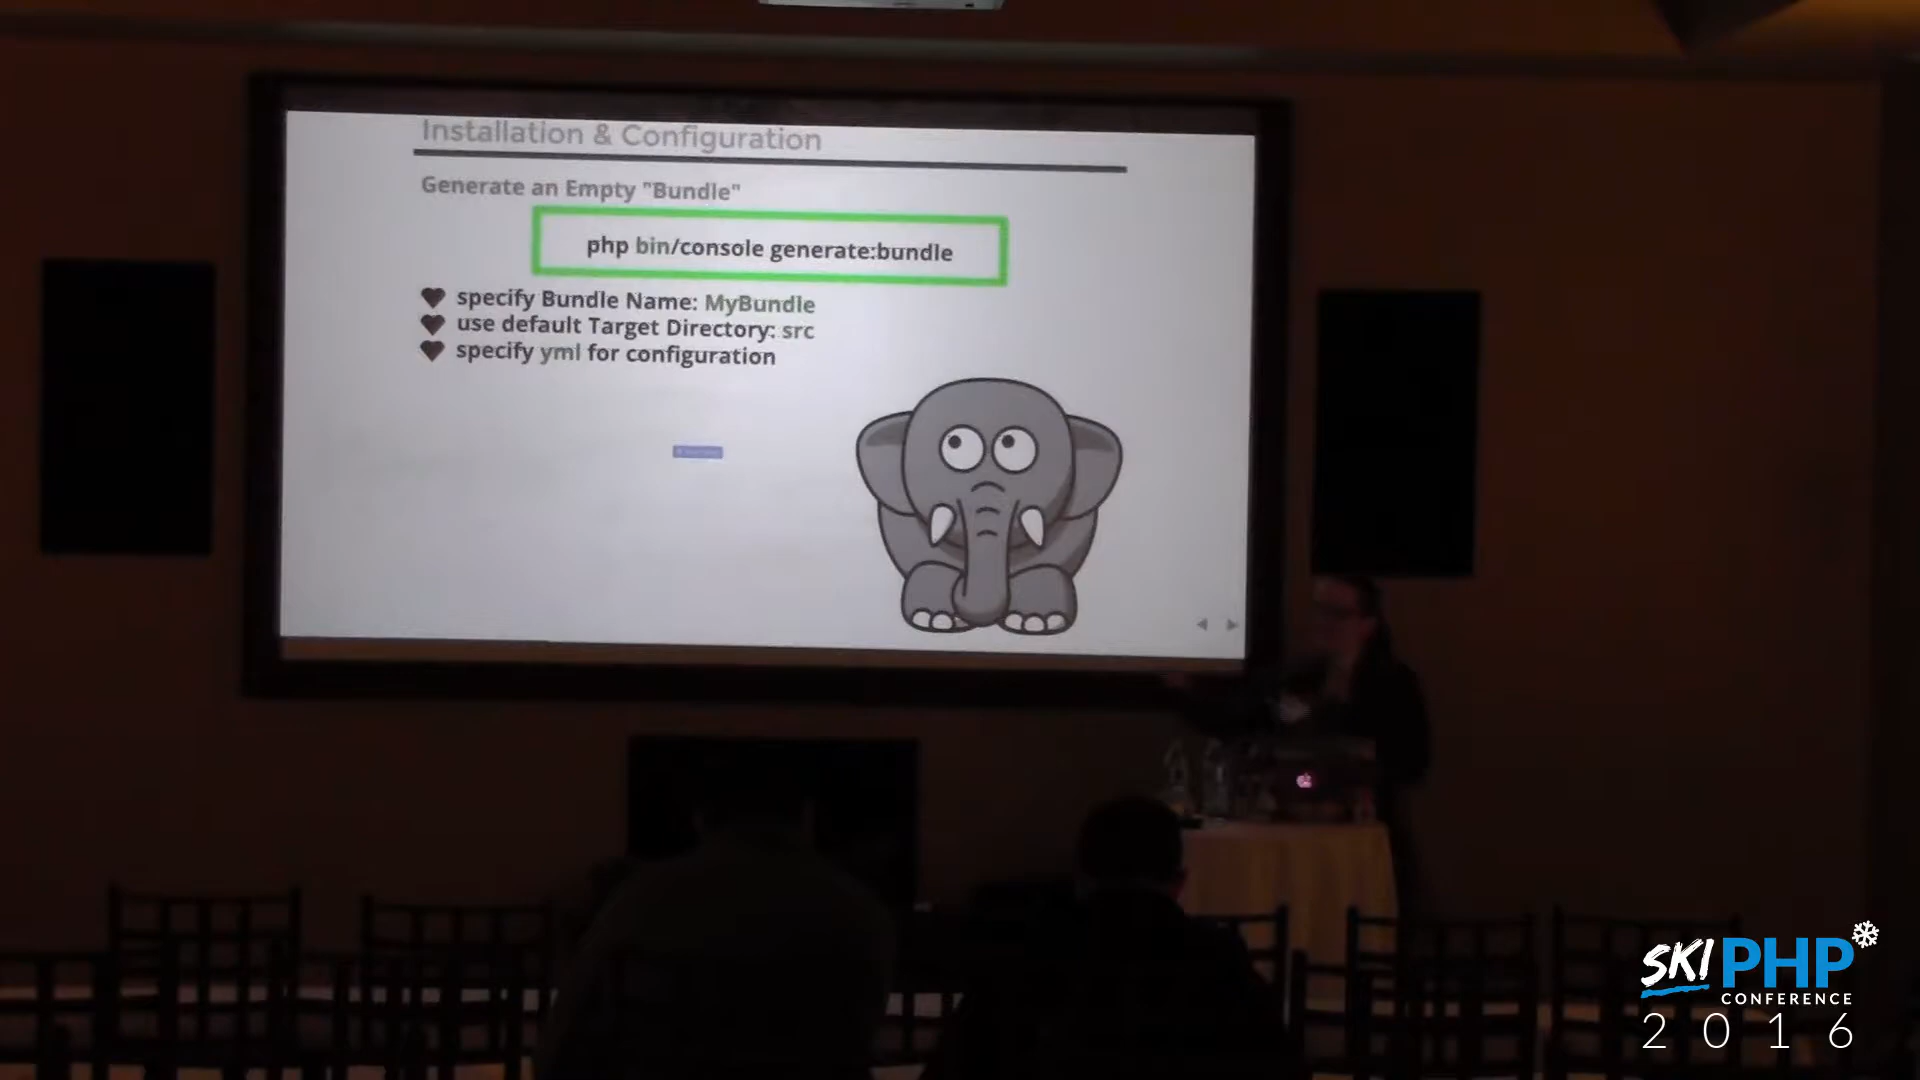 Installation & Configuration
Generate an Empty "Bundle"
php bin/console generate:bundle
specify Bundle Name: MyBundle
use default Target Directory: src
specify yml for configuration
SKI PHP
CONFERENCE
2016